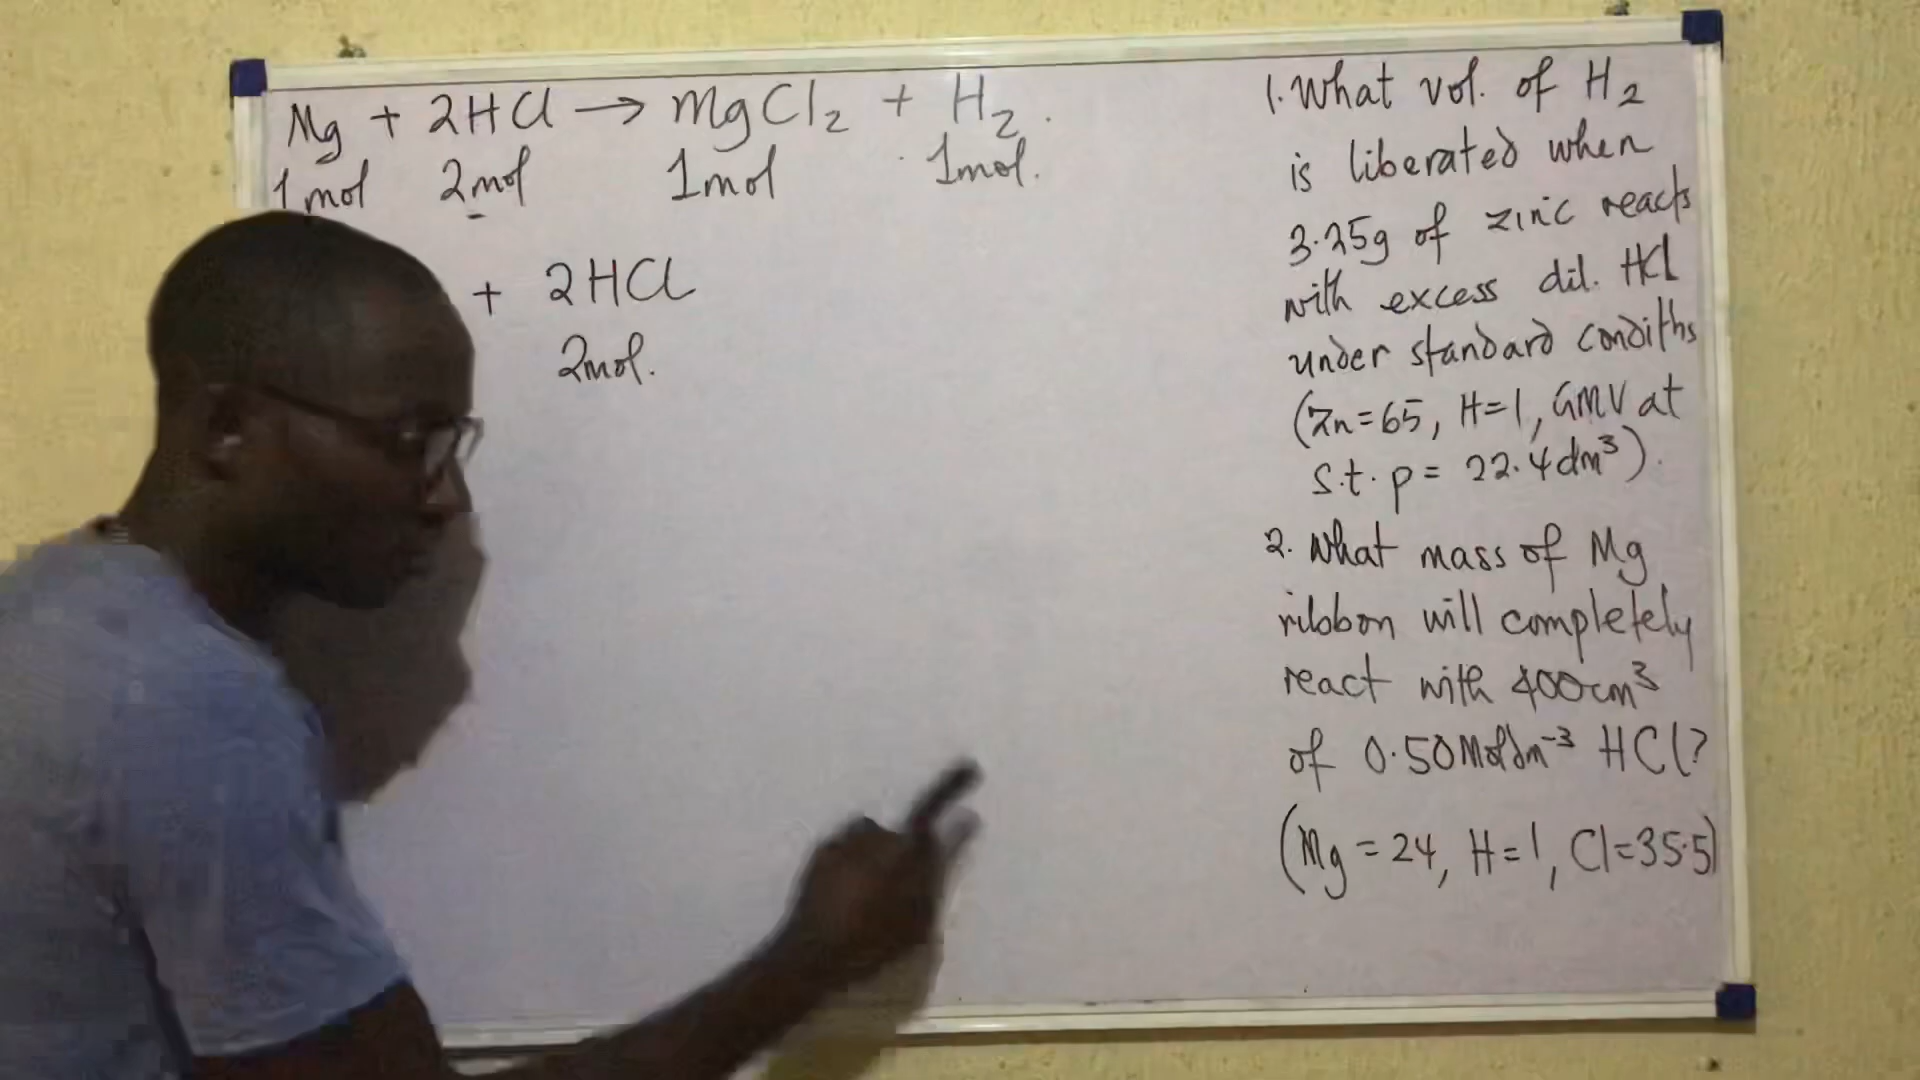 Mg + 2HCl → MgCl₂ + H₂.
1mol 2mol 1mol 1mol.
+ 2HCl
2mol.
1. What vol. of H₂
is liberated when
3.25g of zinc reacts
with excess dil. HCl
under standard condiths
(Zn=65, H=1, GMV at
s.t.p = 22.4dm³).
2. What mass of Mg
ribbon will completely
react with 400cm³
of 0.50Moldm⁻³ HCl?
(Mg = 24, H=1, Cl=35.5)